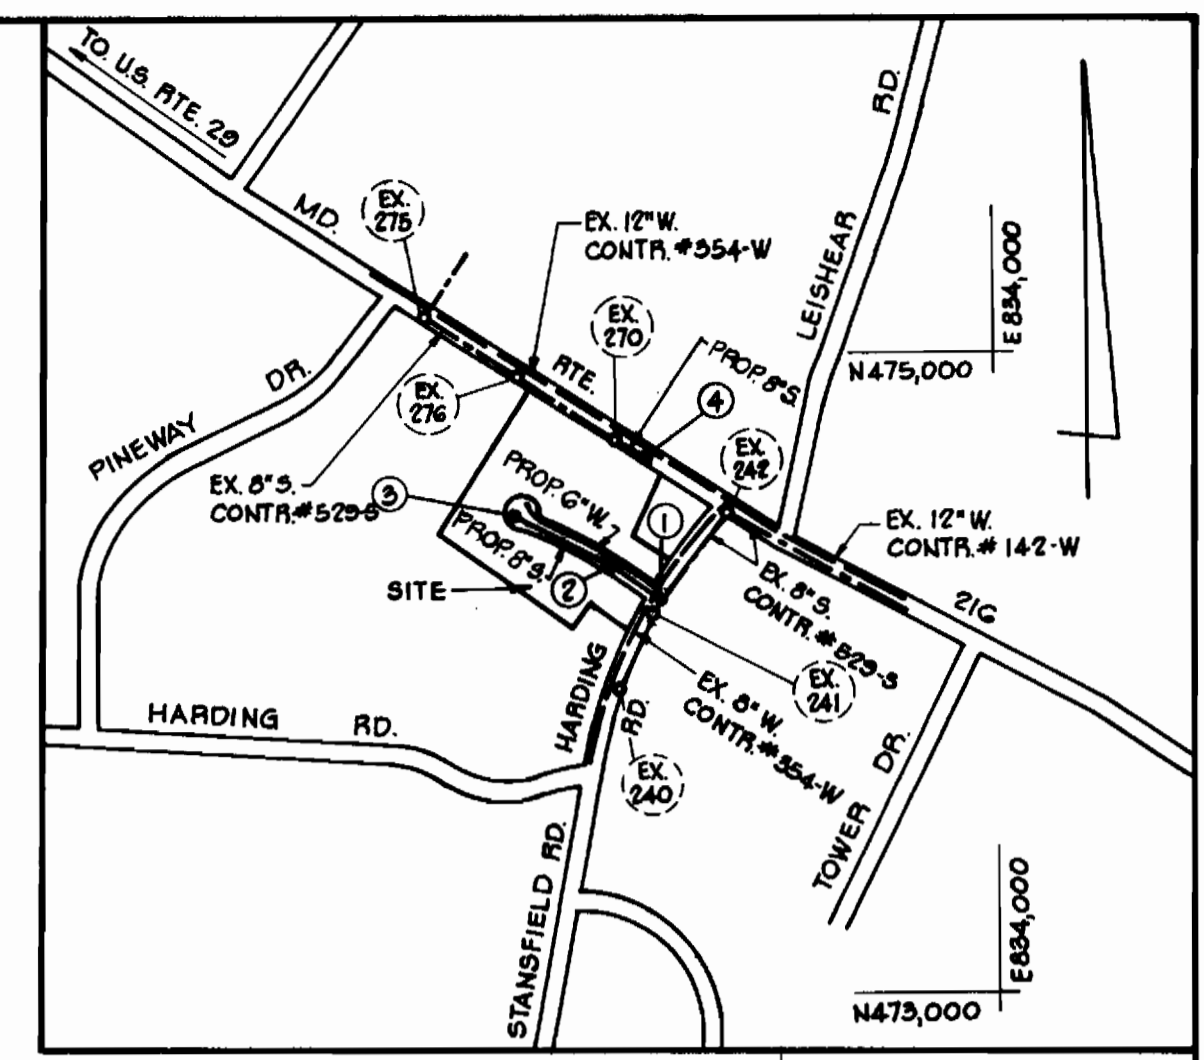 TO. U.S. RTE. 29
RD.
MD.
EX.
275
EX. 12" W.
CONTR. #354-W
LEISHEAR
E 834,000
EX.
270
RTE.
PROP. 8" S.
N475,000
DR.
EX.
276
4
EX.
242
PINEWAY
PROP. 6" W.
EX. 8" S.
CONTR. #529-S
3
1
EX. 12" W.
CONTR. # 142-W
PROP. 8" S.
SITE
2
EX. 8" S.
CONTR. # 529-S
216
EX.
241
HARDING
RD.
HARDING
RD.
EX. 8" W.
CONTR. # 354-W
EX.
240
DR.
TOWER
STANSFIELD RD.
E 834,000
N473,000